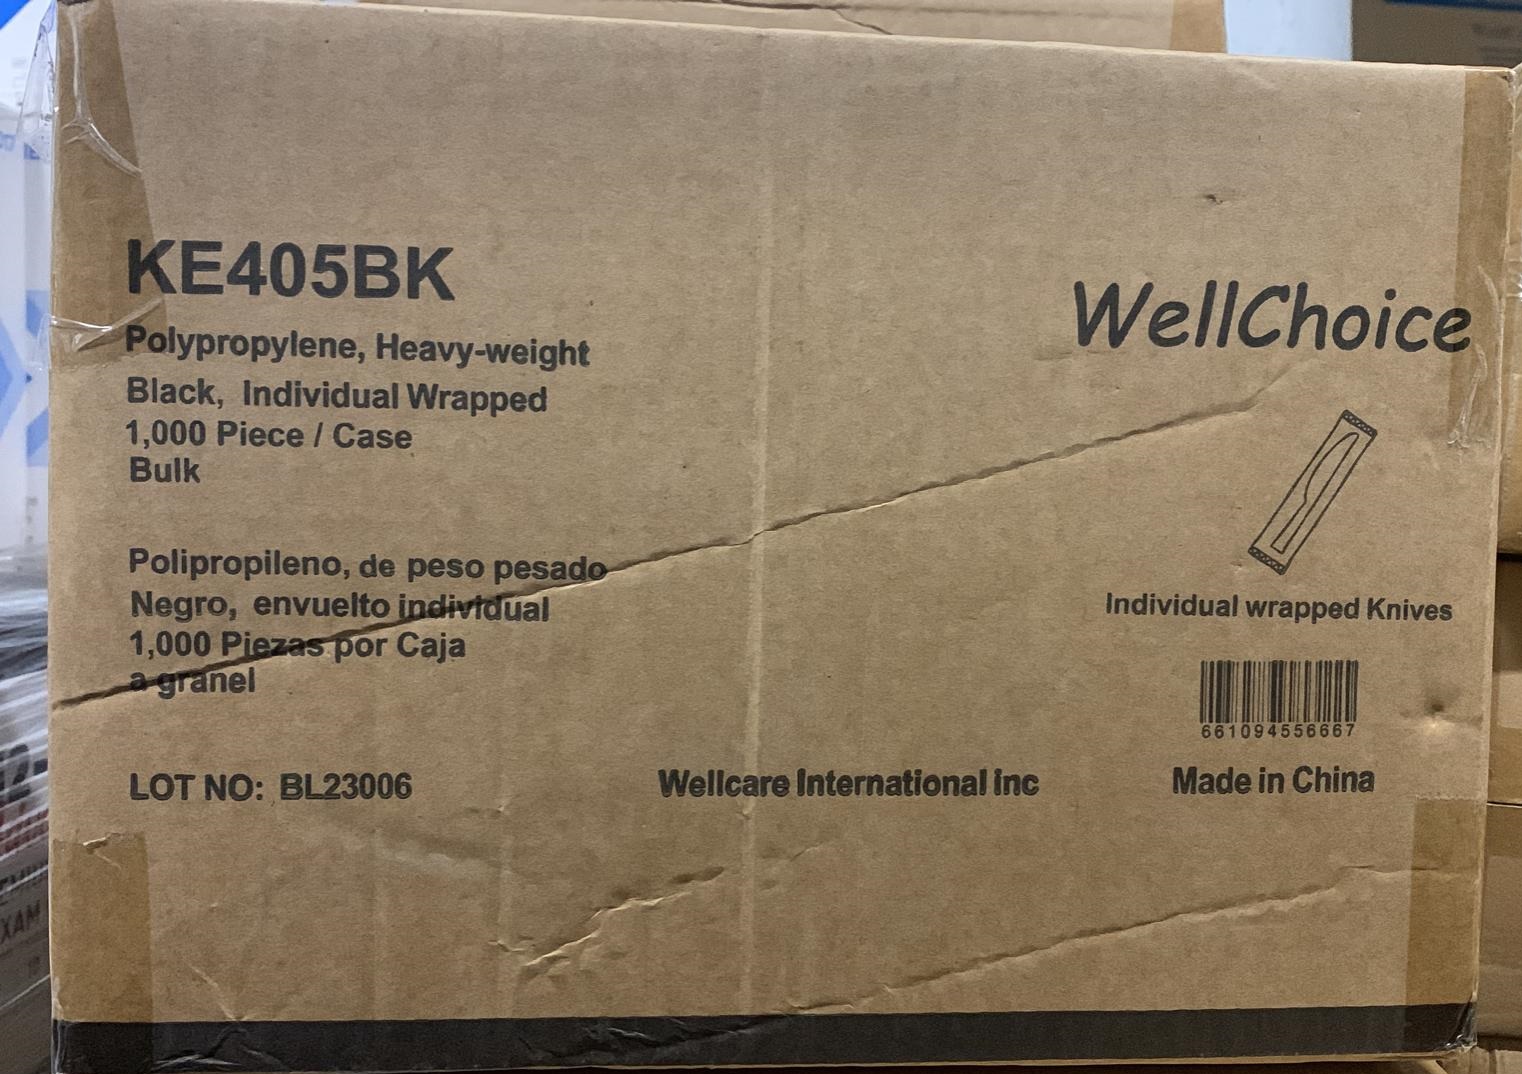 KE405BK
Polypropylene, Heavy-weight
Black, Individual Wrapped
1,000 Piece / Case
Bulk
Polipropileno, de peso pesado
Negro, envuelto individual
1,000 Piezas por Caja
a granel
LOT NO: BL23006
Wellcare International Inc
WellChoice
Individual wrapped Knives
661094556667
Made in China
XAM